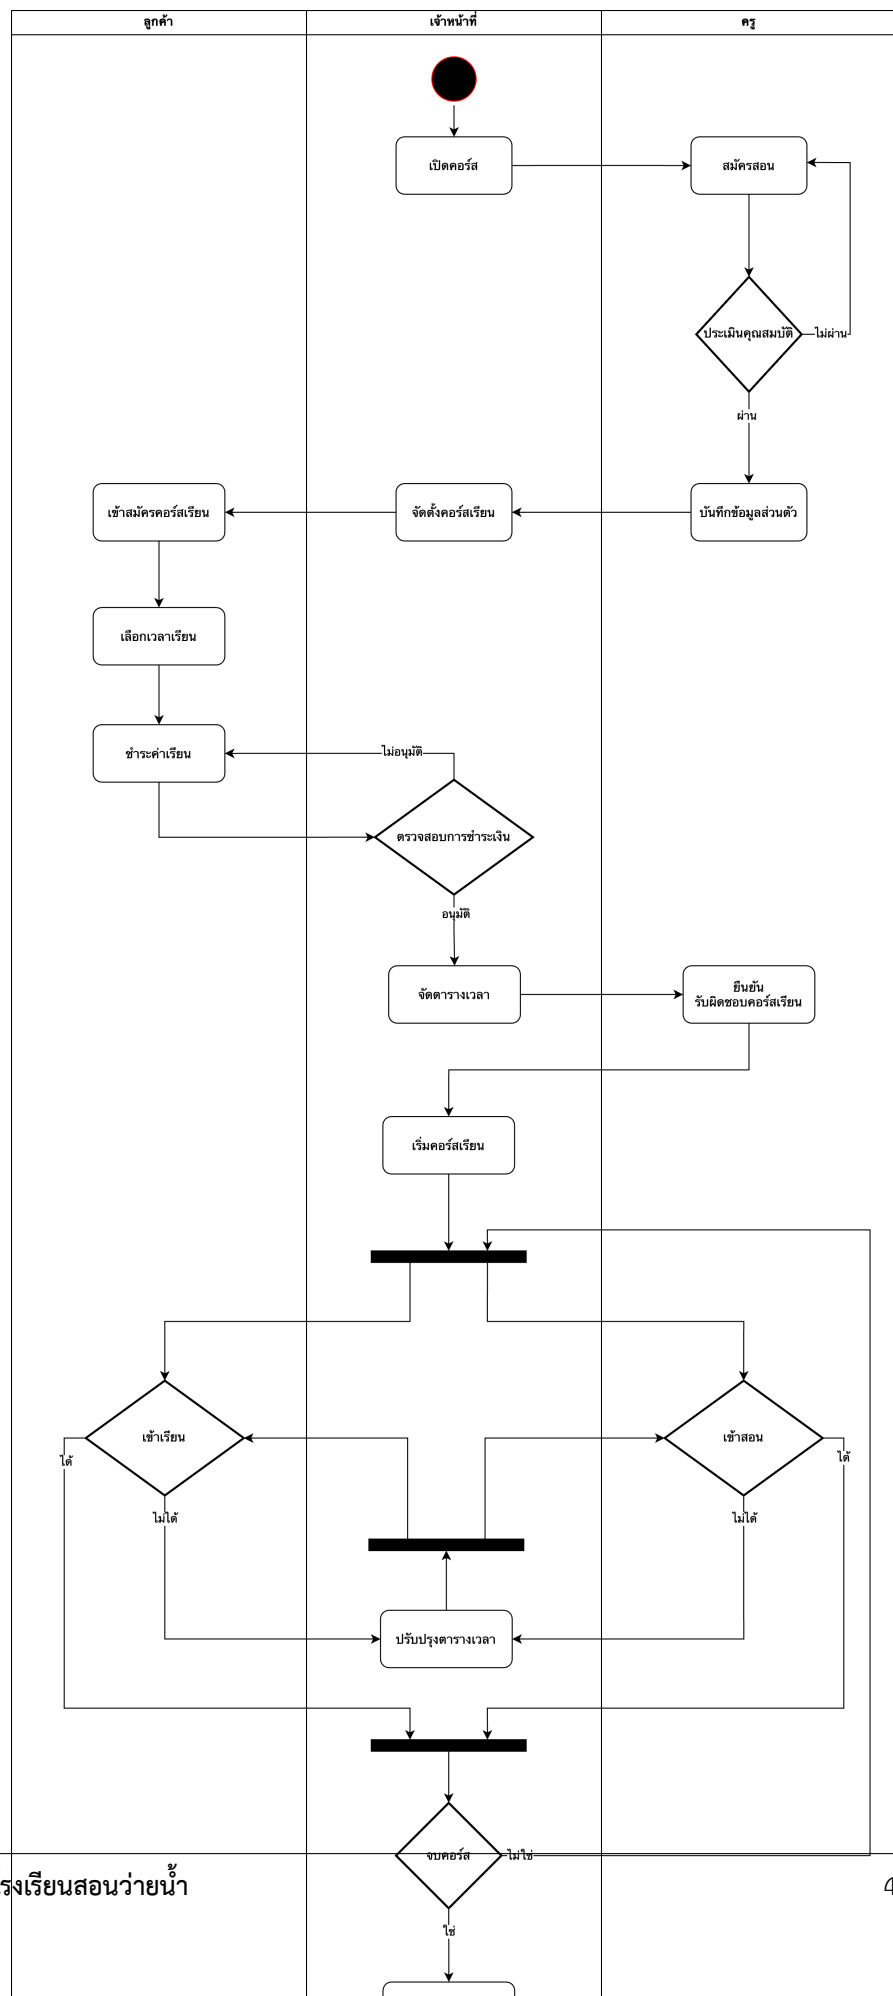 ลูกค้า
เจ้าหน้าที่
ครู
เปิดคอร์ส
สมัครสอน
ประเมินคุณสมบัติ
ไม่ผ่าน
ผ่าน
เข้าสมัครคอร์สเรียน
จัดตั้งคอร์สเรียน
บันทึกข้อมูลส่วนตัว
เลือกเวลาเรียน
ชำระค่าเรียน
ไม่อนุมัติ
ตรวจสอบการชำระเงิน
อนุมัติ
จัดตารางเวลา
ยืนยัน
รับผิดชอบคอร์สเรียน
เริ่มคอร์สเรียน
เข้าเรียน
เข้าสอน
ได้
ได้
ไม่ได้
ไม่ได้
ปรับปรุงตารางเวลา
จบคอร์ส
ไม่ใช่
รงเรียนสอนว่ายน้ำ
4
ใช่